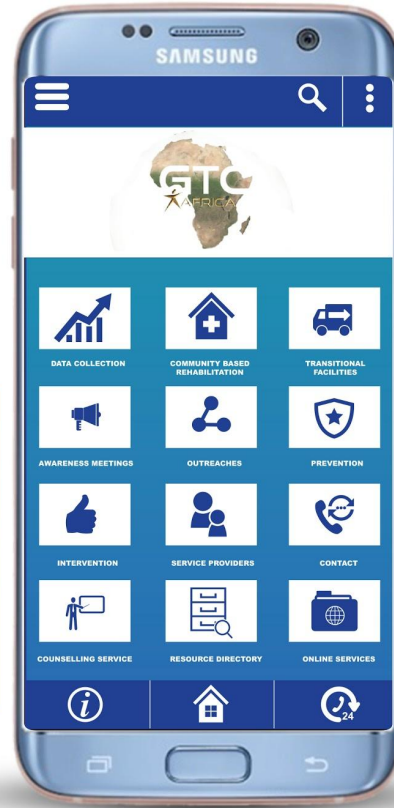 SAMSUNG
GTC
AFRICA
DATA COLLECTION
COMMUNITY BASED
REHABILITATION
TRANSITIONAL
FACILITIES
AWARENESS MEETINGS
OUTREACHES
PREVENTION
INTERVENTION
SERVICE PROVIDERS
CONTACT
COUNSELLING SERVICE
RESOURCE DIRECTORY
ONLINE SERVICES
i
24